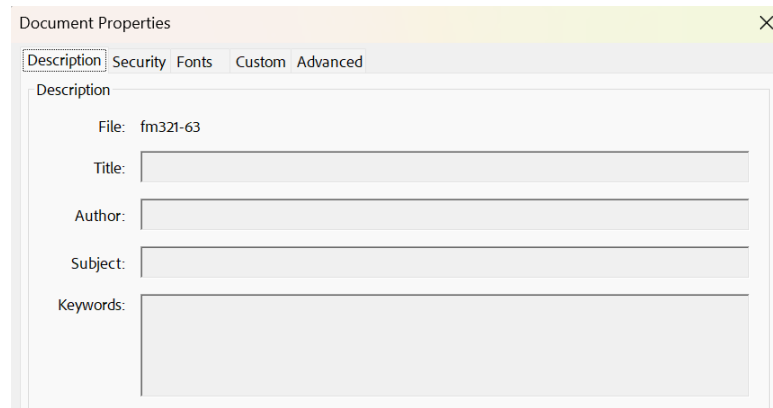 Document Properties
Description Security Fonts Custom Advanced
Description
File: fm321-63
Title:
Author:
Subject:
Keywords: